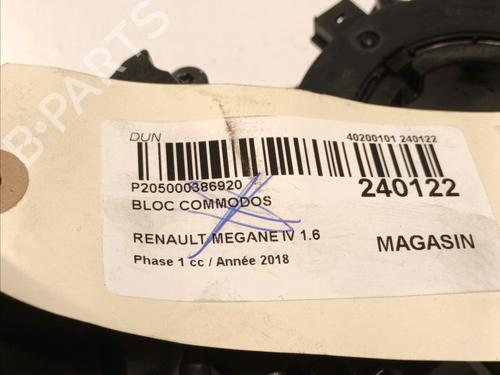 B-PARTS
DUN
40200101 240122
P205000386920
240122
BLOC COMMODOS
RENAULT MEGANE IV 1.6
MAGASIN
Phase 1 cc / Année 2018